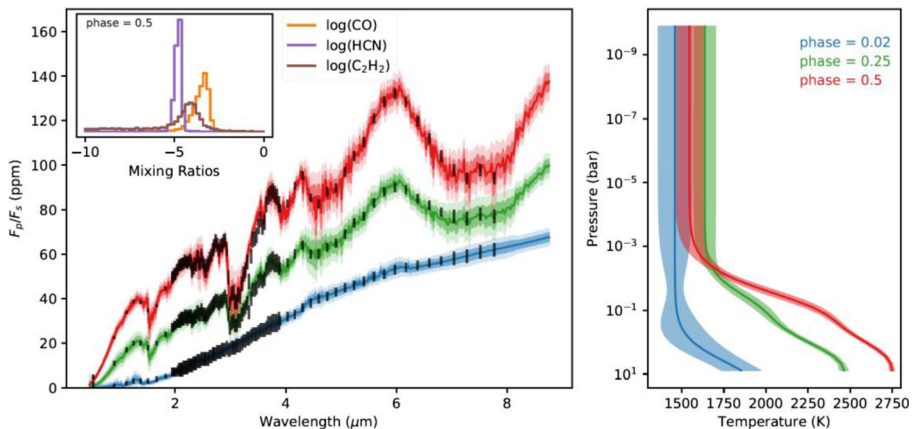 160
140
120
100
80
60
40
20
0
F_p/F_s (ppm)
phase = 0.5
−10
−5
0
Mixing Ratios
log(CO)
log(HCN)
log(C₂H₂)
2
4
6
8
Wavelength (μm)
10⁻⁹
10⁻⁷
10⁻⁵
10⁻³
10⁻¹
10¹
Pressure (bar)
phase = 0.02
phase = 0.25
phase = 0.5
1500 1750 2000 2250 2500 2750
Temperature (K)